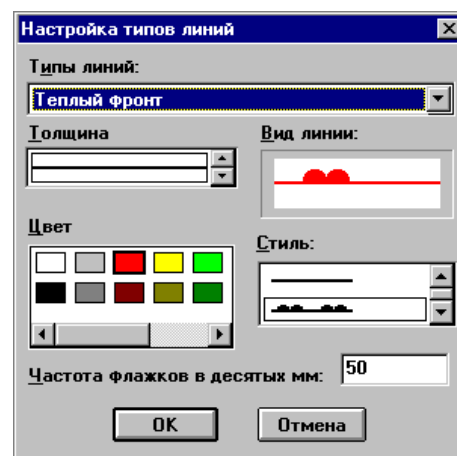 Настройка типов линий
Типы линий:
Теплый фронт
Толщина
Вид линии:
Цвет
Стиль:
Частота флажков в десятых мм:
50
OK
Отмена